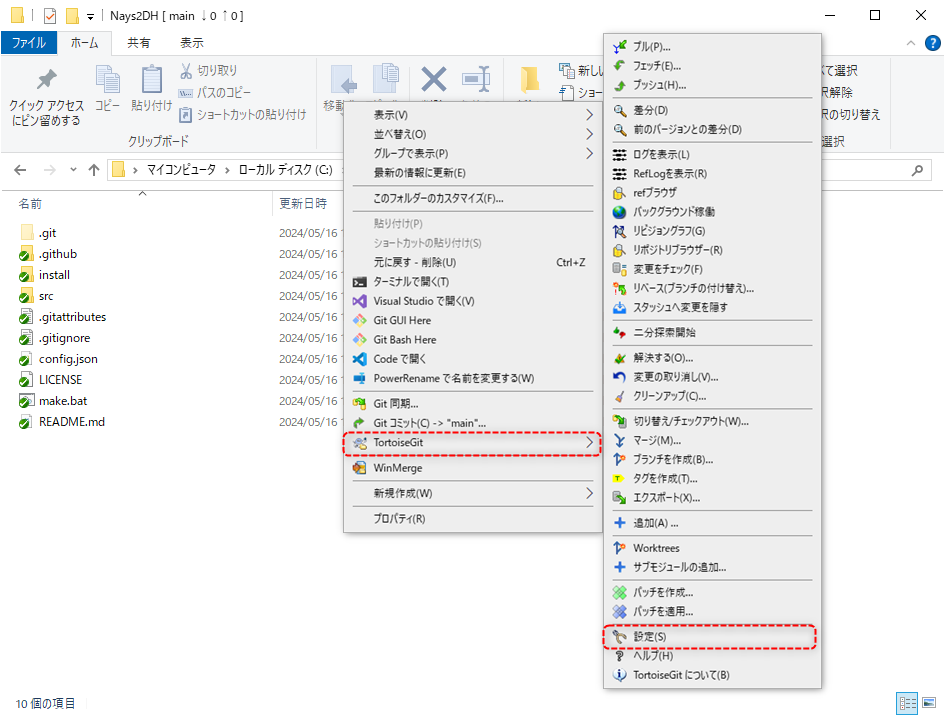 Nays2DH [ main ↓0 ↑0 ]
ファイル ホーム 共有 表示
クイック アクセスにピン留めする
コピー
貼り付け
切り取り
パスのコピー
ショートカットの貼り付け
クリップボード
移動
新し
ショー
て選択
択解除
択の切り替え
選択
マイコンピュータ › ローカル ディスク (C:)
名前
更新日時
.git 2024/05/16
.github 2024/05/16
install 2024/05/16
src 2024/05/16
.gitattributes 2024/05/16
.gitignore 2024/05/16
config.json 2024/05/16
LICENSE 2024/05/16
make.bat 2024/05/16
README.md 2024/05/16
10 個の項目
表示(V)
並べ替え(O)
グループで表示(P)
最新の情報に更新(E)
このフォルダーのカスタマイズ(F)...
貼り付け(P)
ショートカットの貼り付け(S)
元に戻す - 削除(U) Ctrl+Z
ターミナルで開く(T)
Visual Studio で開く(V)
Git GUI Here
Git Bash Here
Code で開く
PowerRename で名前を変更する(W)
Git 同期...
Git コミット(C) -> "main"...
TortoiseGit
WinMerge
新規作成(W)
プロパティ(R)
プル(P)...
フェッチ(E)...
プッシュ(H)...
差分(D)
前のバージョンとの差分(D)
ログを表示(L)
RefLogを表示(R)
refブラウザ
バックグラウンド稼働
リビジョングラフ(G)
リポジトリブラウザー(R)
変更をチェック(F)
リベース(ブランチの付け替え)...
スタッシュへ変更を隠す
二分探索開始
解決する(O)...
変更の取り消し(V)...
クリーンアップ(C)...
切り替え/チェックアウト(W)...
マージ(M)...
ブランチを作成(B)...
タグを作成(T)...
エクスポート(X)...
追加(A) ...
Worktrees
サブモジュールの追加...
パッチを作成...
パッチを適用...
設定(S)
ヘルプ(H)
TortoiseGit について(B)